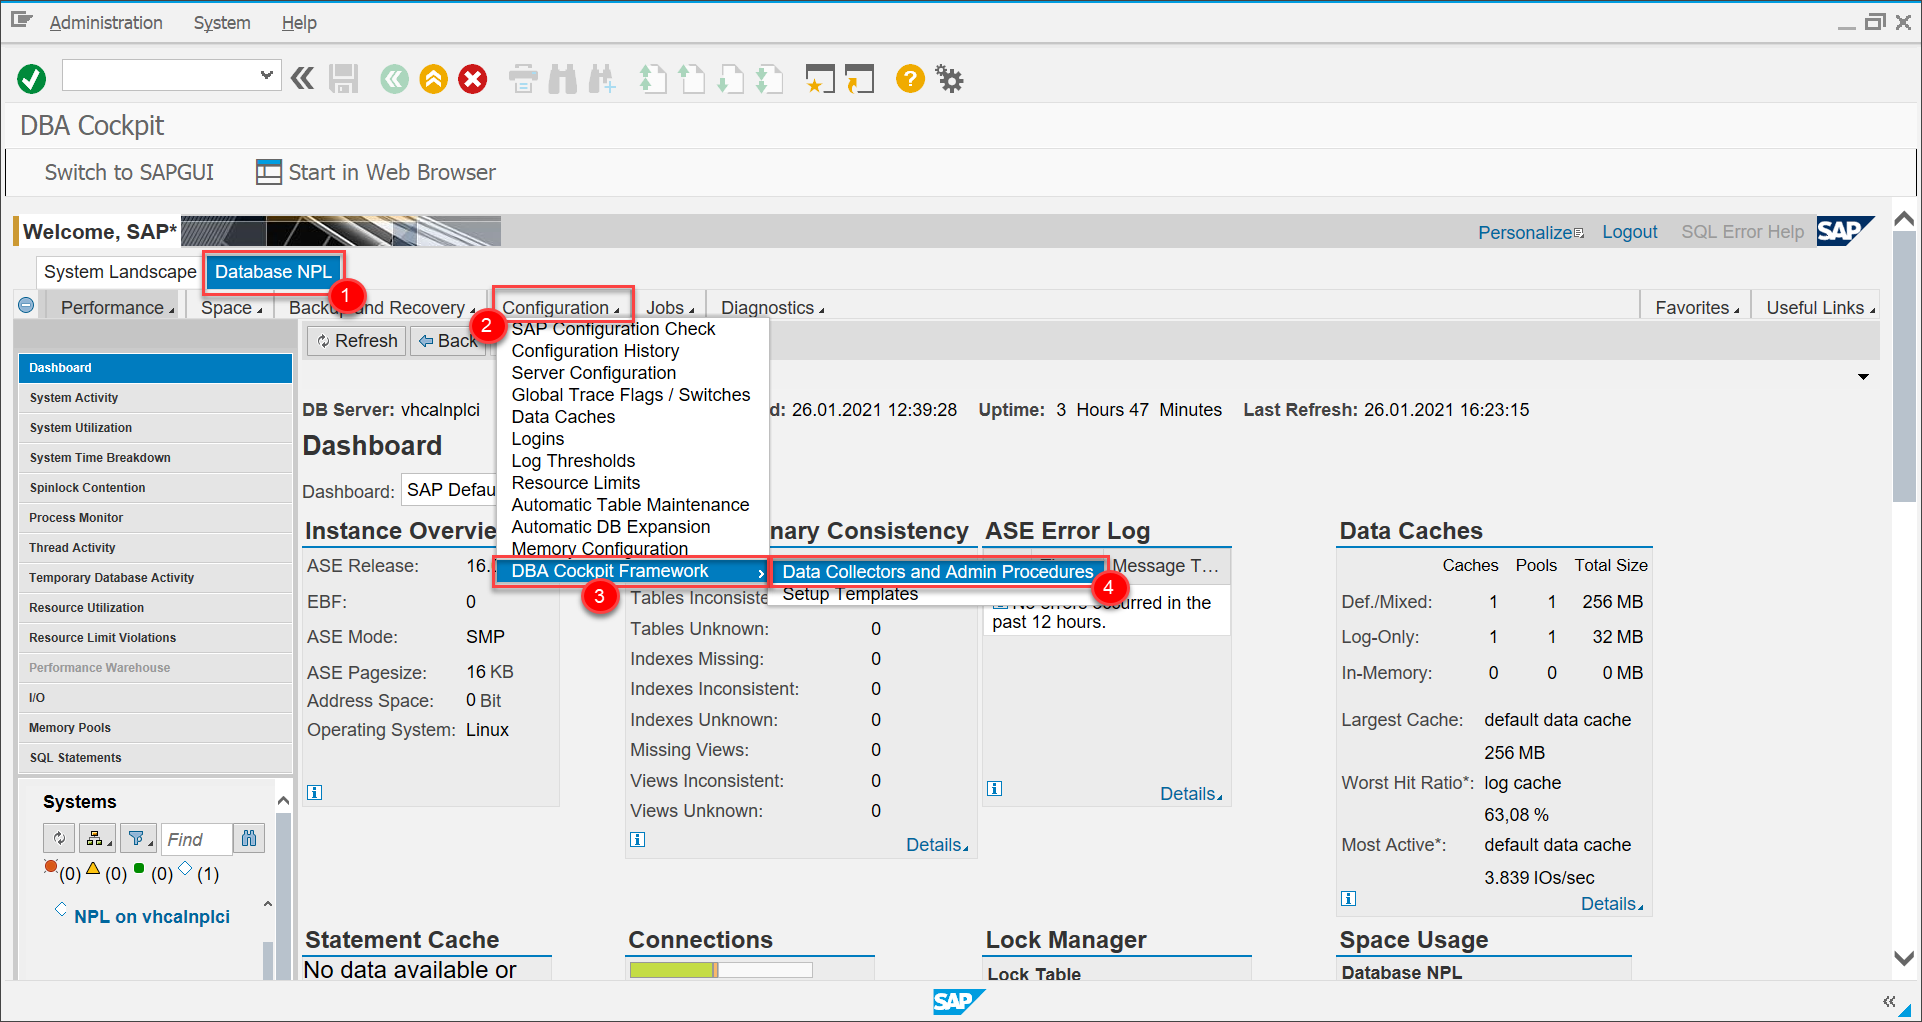 Administration System Help
DBA Cockpit
Switch to SAPGUI Start in Web Browser
Welcome, SAP* Personalize Logout SQL Error Help SAP
System Landscape Database NPL
1
Performance Space Backup and Recovery Configuration Jobs Diagnostics Favorites Useful Links
2
Refresh Back
SAP Configuration Check
Configuration History
Server Configuration
Global Trace Flags / Switches
Data Caches
Logins
Log Thresholds
Resource Limits
Automatic Table Maintenance
Automatic DB Expansion
Memory Configuration
DBA Cockpit Framework
3
Data Collectors and Admin Procedures
4
Setup Templates
Dashboard
System Activity
System Utilization
System Time Breakdown
Spinlock Contention
Process Monitor
Thread Activity
Temporary Database Activity
Resource Utilization
Resource Limit Violations
Performance Warehouse
I/O
Memory Pools
SQL Statements
Systems
Find
(0) (0) (0) (1)
NPL on vhcalnplci
DB Server: vhcalnplci d: 26.01.2021 12:39:28 Uptime: 3 Hours 47 Minutes Last Refresh: 26.01.2021 16:23:15
Dashboard
Dashboard: SAP Defau
Instance Overvie
ASE Release: 16.
EBF: 0
ASE Mode: SMP
ASE Pagesize: 16 KB
Address Space: 0 Bit
Operating System: Linux
nary Consistency
Tables Inconsiste
Tables Unknown: 0
Indexes Missing: 0
Indexes Inconsistent: 0
Indexes Unknown: 0
Missing Views: 0
Views Inconsistent: 0
Views Unknown: 0
Details
ASE Error Log
Message T...
No errors occurred in the
past 12 hours.
Details
Data Caches
Caches Pools Total Size
Def./Mixed: 1 1 256 MB
Log-Only: 1 1 32 MB
In-Memory: 0 0 0 MB
Largest Cache: default data cache
256 MB
Worst Hit Ratio*: log cache
63,08 %
Most Active*: default data cache
3.839 IOs/sec
Details
Statement Cache
No data available or
Connections
Lock Manager
Lock Table
Space Usage
Database NPL
SAP